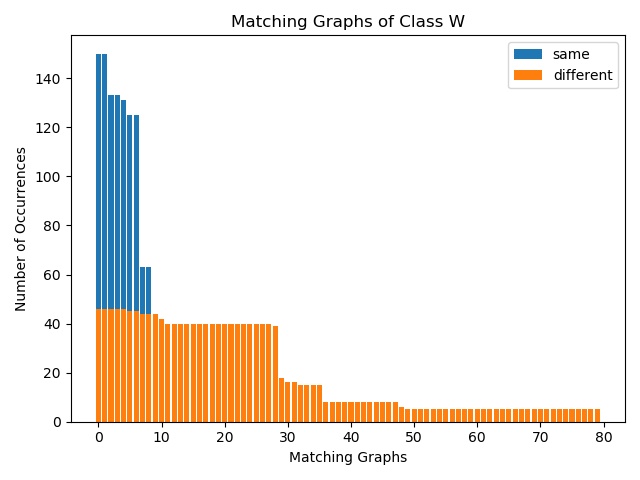 Matching Graphs of Class W
same
different
Number of Occurrences
140
120
100
80
60
40
20
0
0 10 20 30 40 50 60 70 80
Matching Graphs